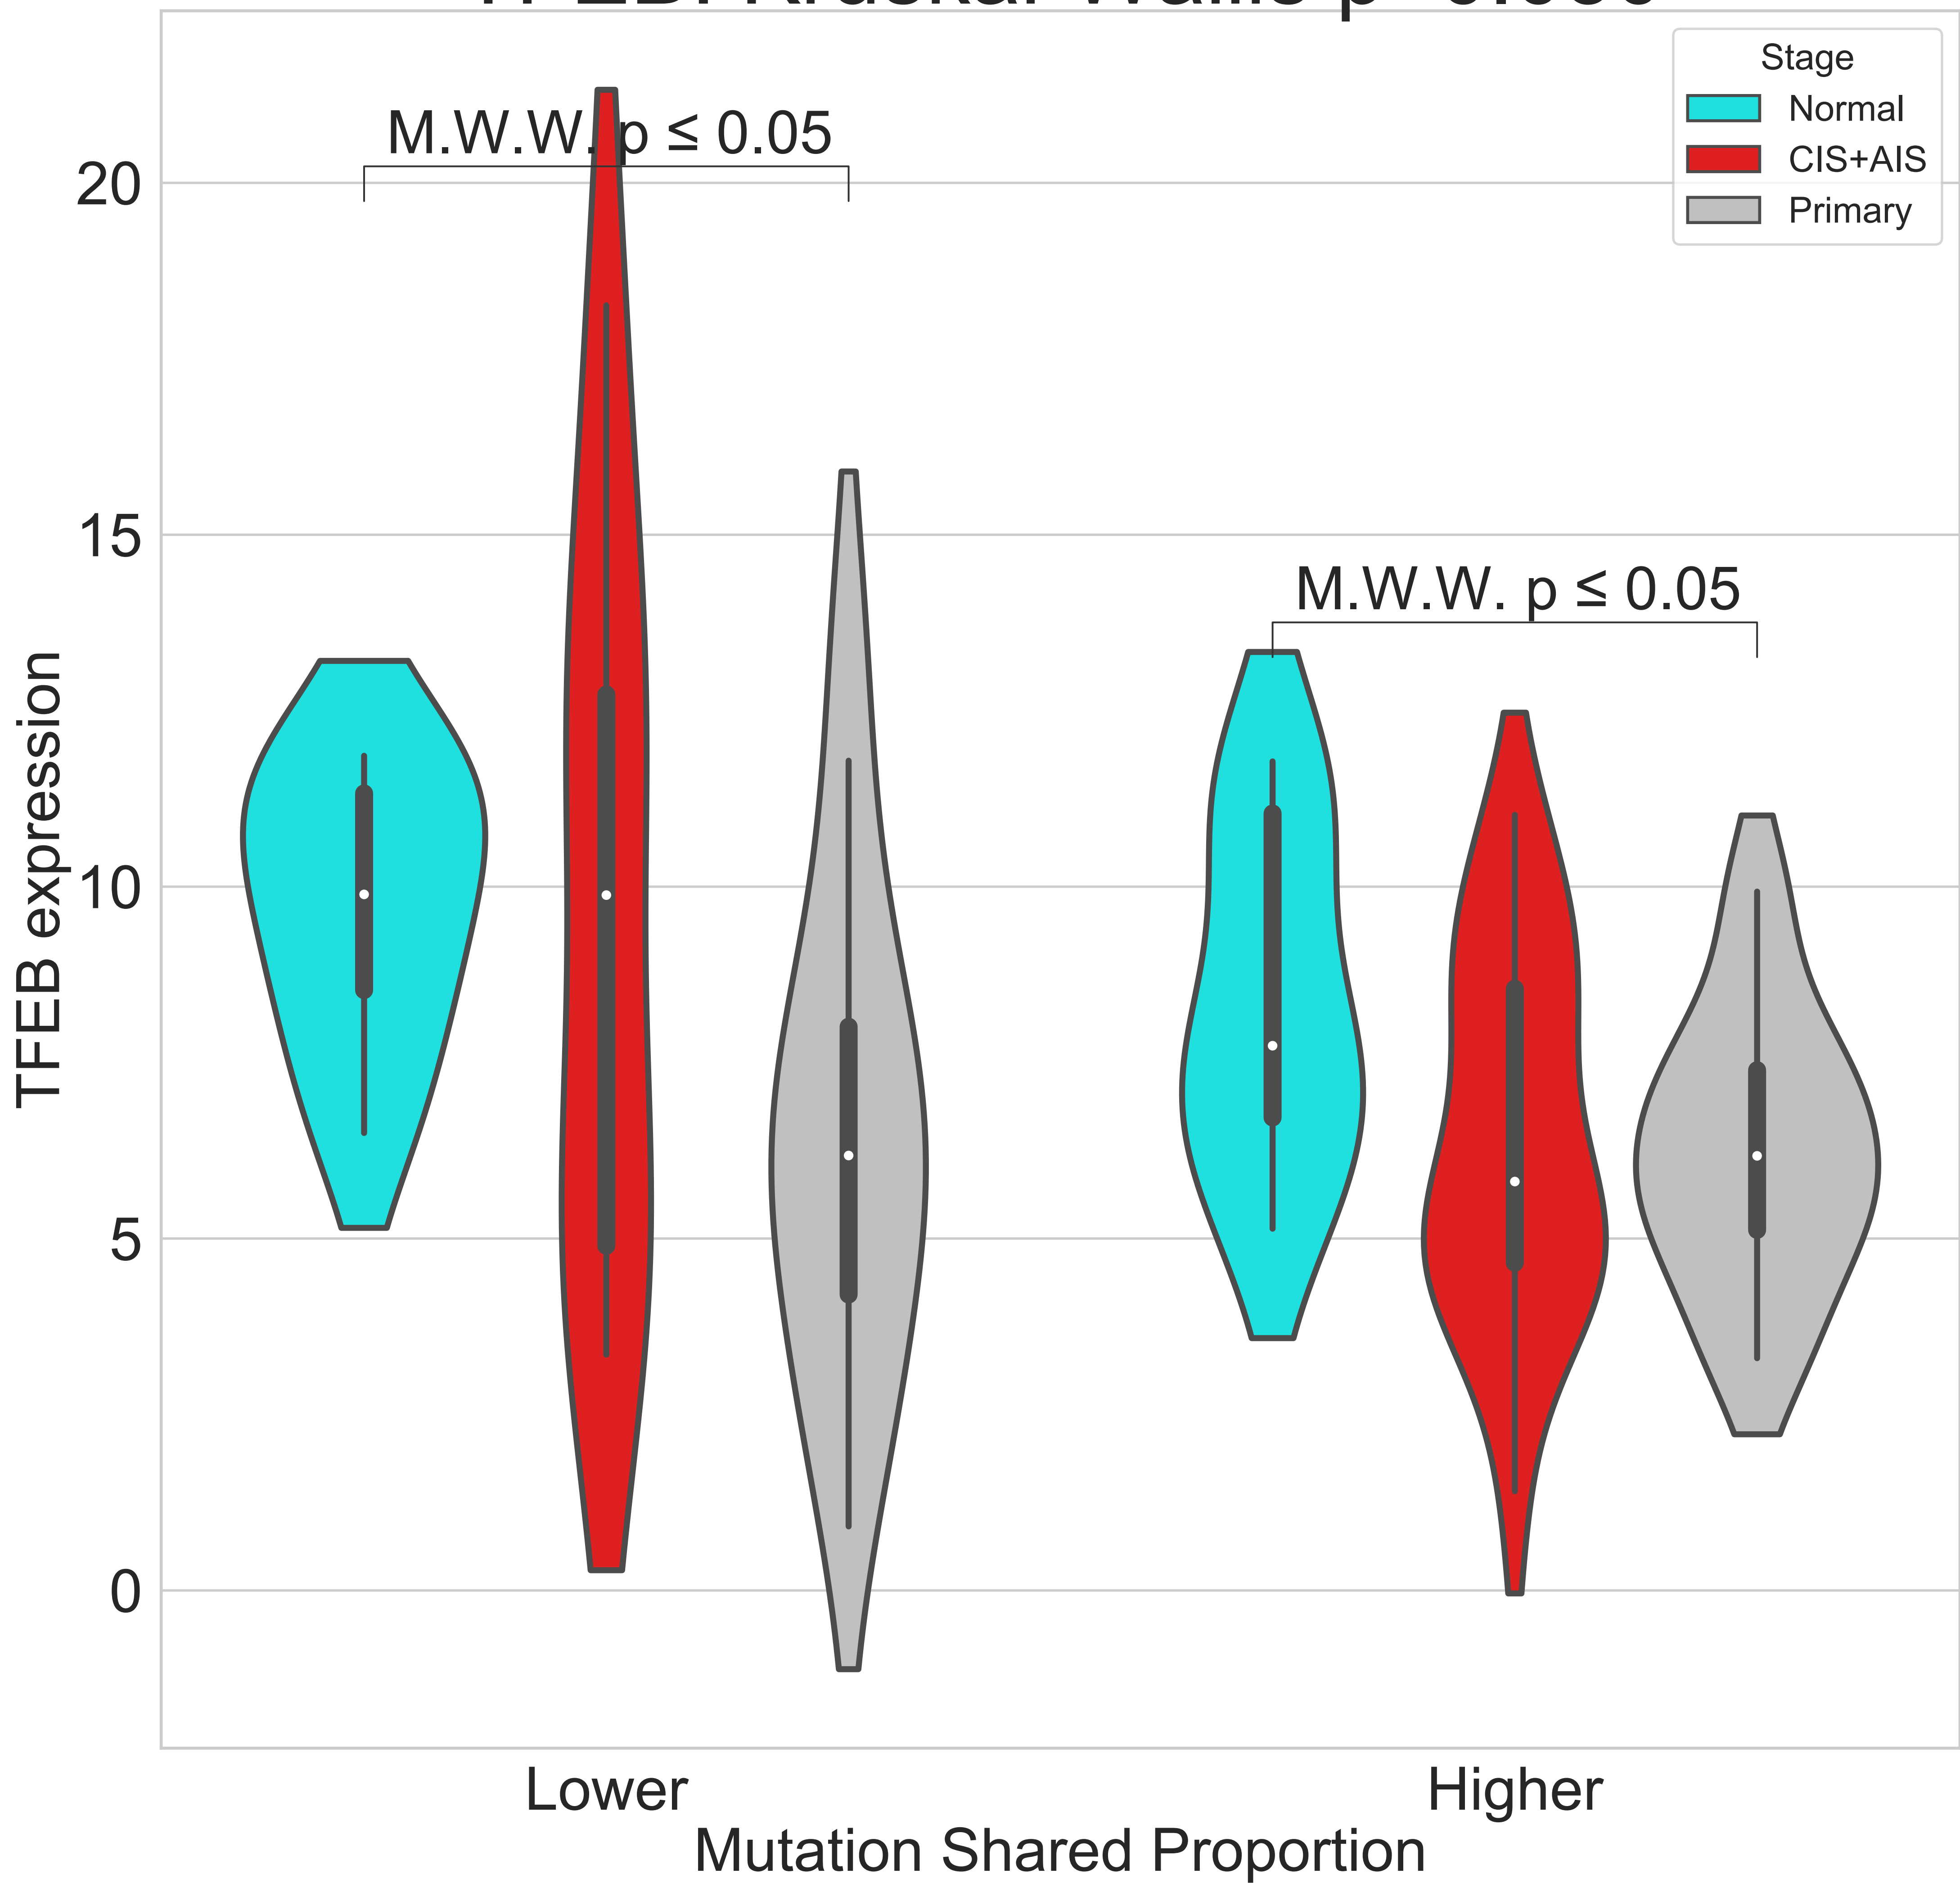 Stage
Normal
CIS+AIS
Primary
M.W.W. p ≤ 0.05
M.W.W. p ≤ 0.05
20
15
10
5
0
TFEB expression
Lower
Higher
Mutation Shared Proportion